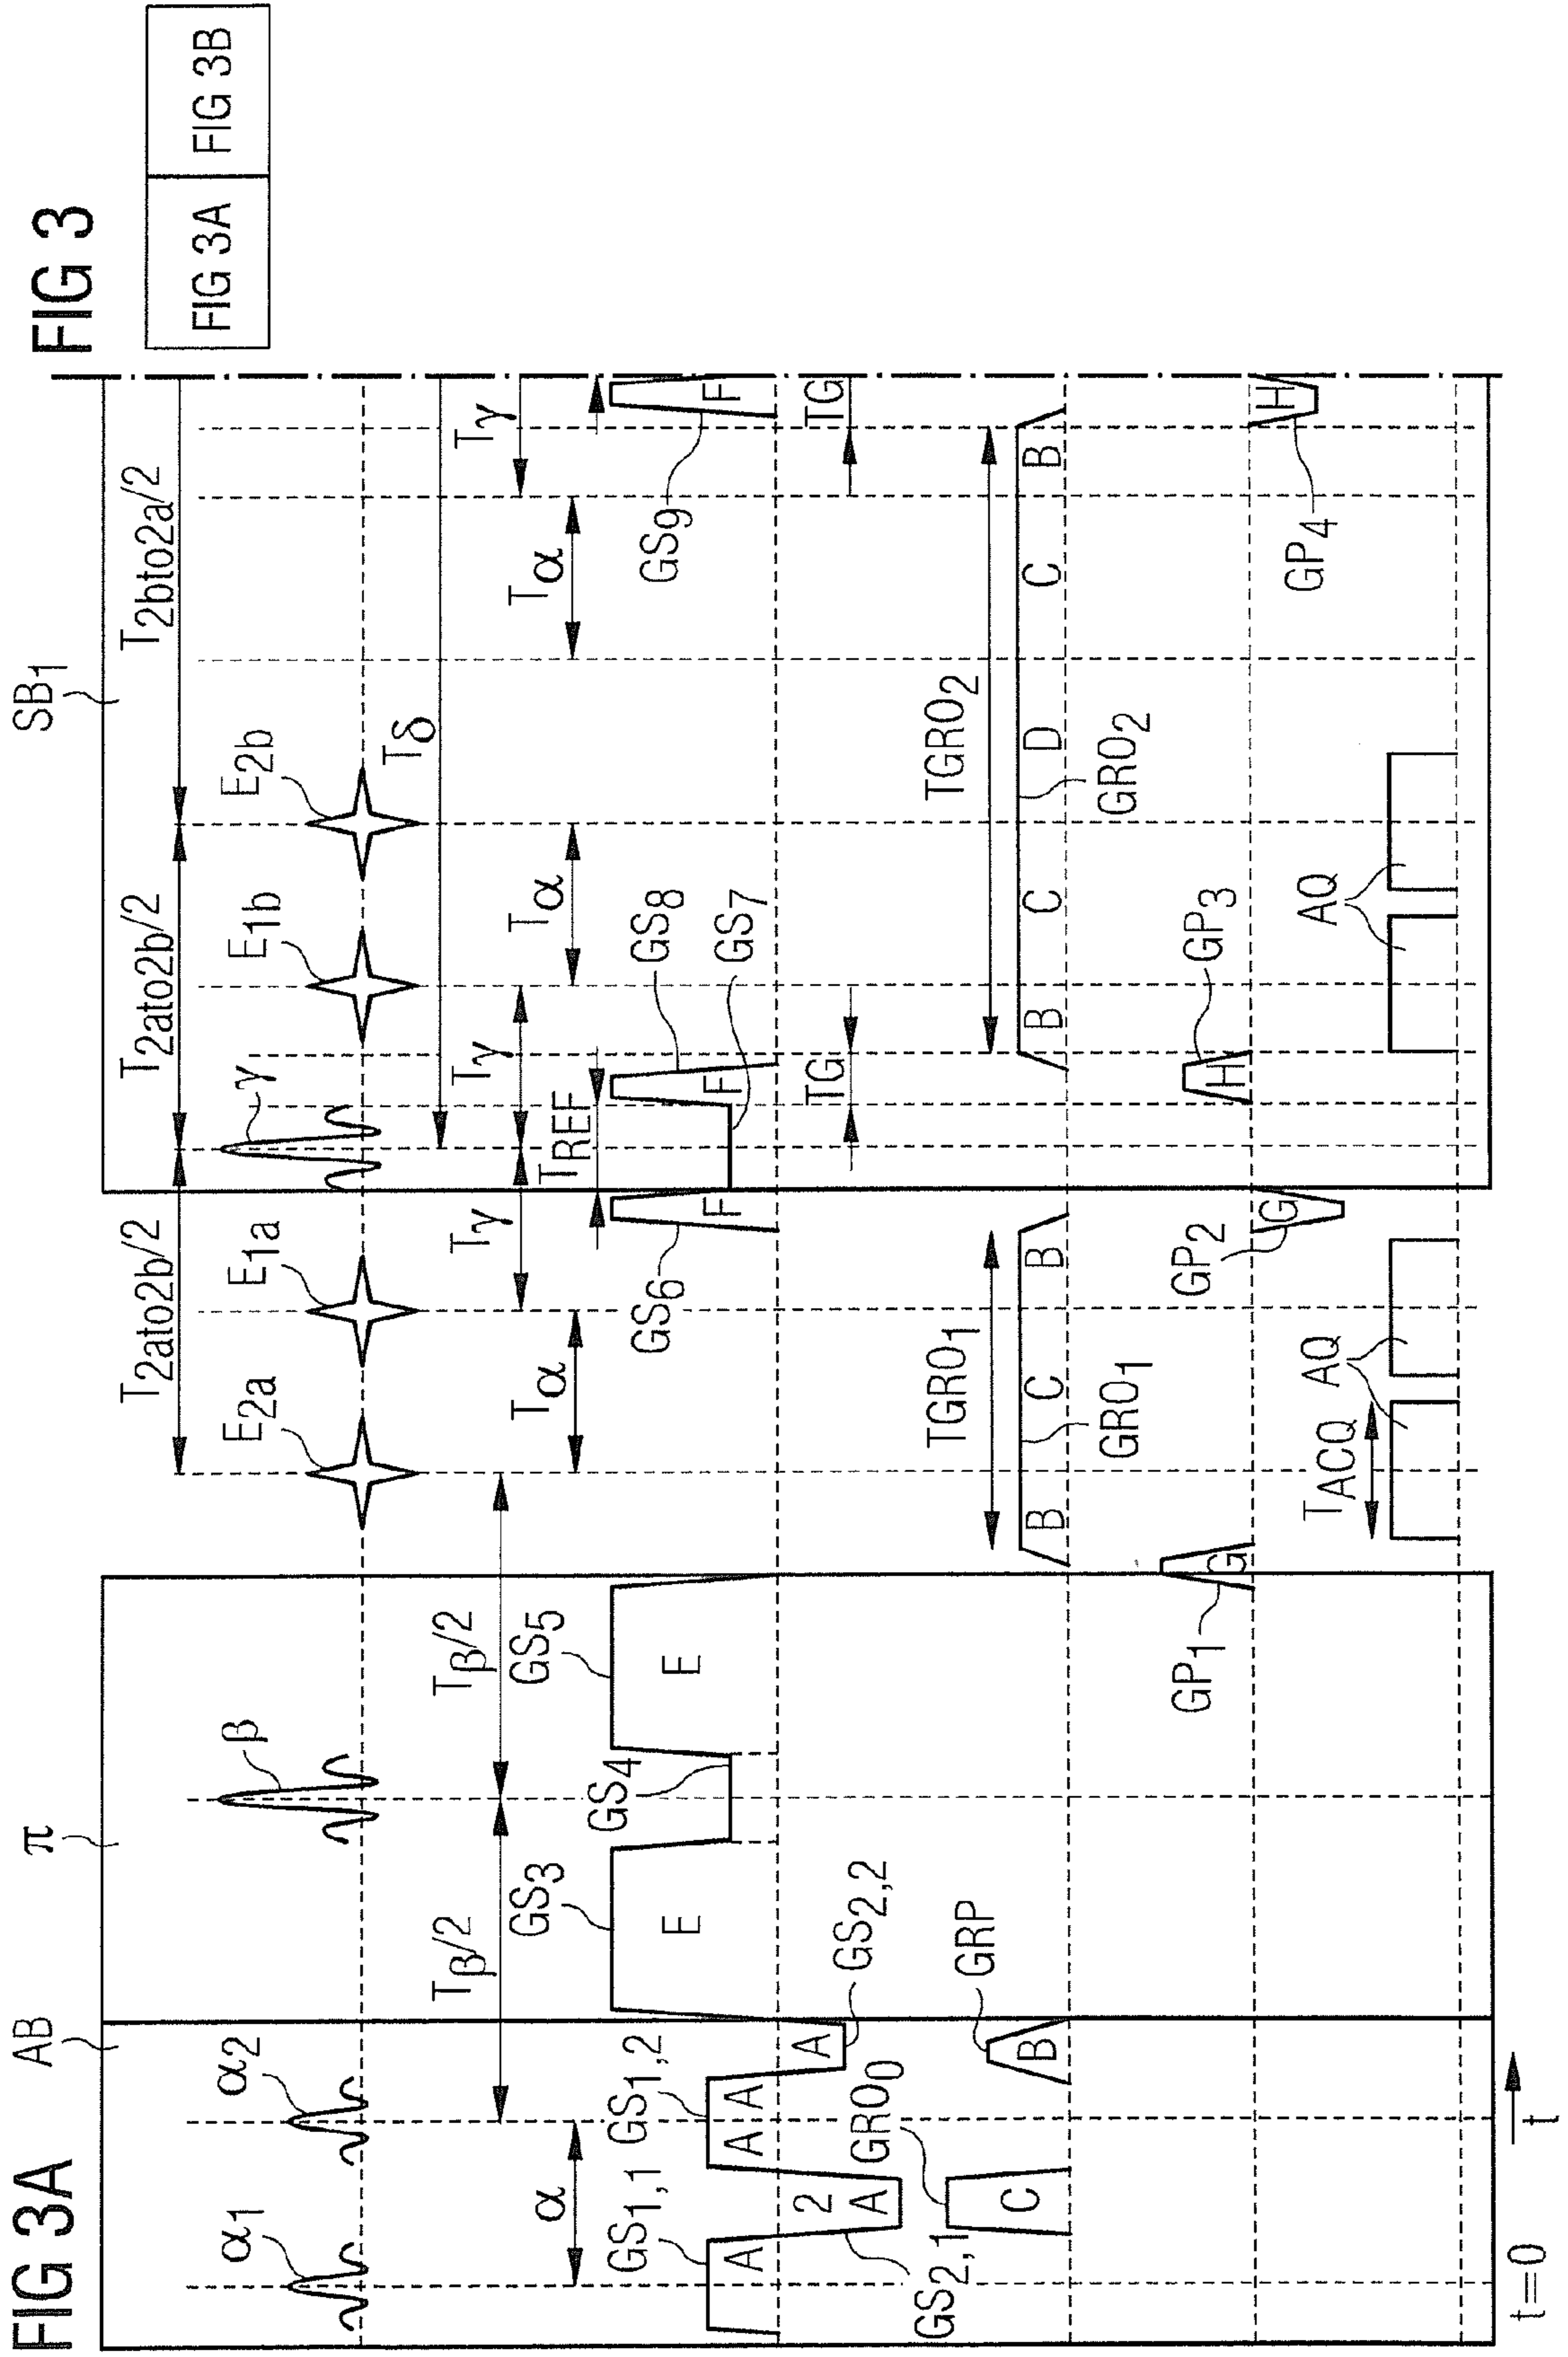 FIG 3A
FIG 3
FIG 3A
FIG 3B
AB
π
SB1
α1
α2
β
E2a
E1a
γ
E1b
E2b
T2ato2b/2
T2ato2b/2
T2bto2a/2
Tδ
Tβ/2
Tβ/2
Tγ
Tγ
Tγ
α
Tα
Tα
Tα
TREF
GS1,1
GS1,2
GS3
GS4
GS5
GS6
GS8
GS7
GS9
A
A
A
E
E
F
F
F
2
A
A
GS2,1
GS2,2
TG
TG
GRO0
GRP
TGRO1
TGRO2
C
B
B
C
B
B
C
D
C
B
GRO1
GRO2
GP1
GP2
GP3
GP4
G
G
H
H
TACQ
AQ
AQ
t=0
t